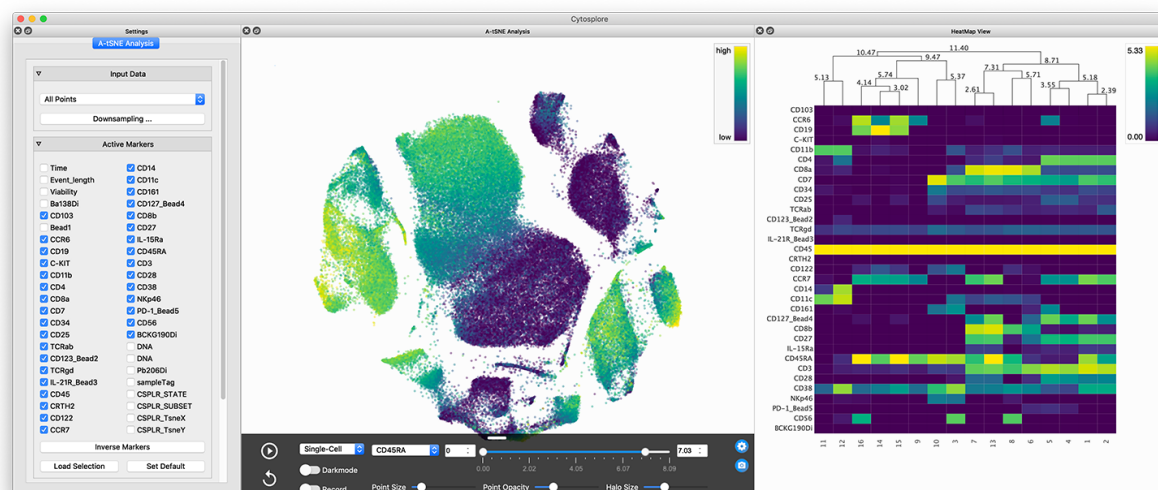 Cytosplore
Settings
A-tSNE Analysis
Input Data
All Points
Downsampling ...
Active Markers
Time
Event_length
Viability
Ba138Di
CD103
Bead1
CCR6
CD19
C-KIT
CD11b
CD4
CD8a
CD7
CD34
CD25
TCRab
CD123_Bead2
TCRgd
IL-21R_Bead3
CD45
CRTH2
CD122
CCR7
CD14
CD11c
CD161
CD127_Bead4
CD8b
CD27
IL-15Ra
CD45RA
CD3
CD28
CD38
NKp46
PD-1_Bead5
CD56
BCKG190Di
DNA
DNA
Pb206Di
sampleTag
CSPLR_STATE
CSPLR_SUBSET
CSPLR_TsneX
CSPLR_TsneY
Inverse Markers
Load Selection Set Default
A-tSNE Analysis
high
low
Single-Cell CD45RA 0 7.03
0.00 2.02 4.05 6.07 8.09
Darkmode
Record Point Size Point Opacity Halo Size
HeatMap View
11.40
10.47
9.47 8.71
5.13 5.74 5.37 7.31 5.71 5.18
4.14 3.02 2.61 3.55 2.39
5.33
0.00
CD103
CCR6
CD19
C-KIT
CD11b
CD4
CD8a
CD7
CD34
CD25
TCRab
CD123_Bead2
TCRgd
IL-21R_Bead3
CD45
CRTH2
CD122
CCR7
CD14
CD11c
CD161
CD127_Bead4
CD8b
CD27
IL-15Ra
CD45RA
CD3
CD28
CD38
NKp46
PD-1_Bead5
CD56
BCKG190Di
11 12 16 14 15 9 10 3 7 13 8 6 5 4 1 2